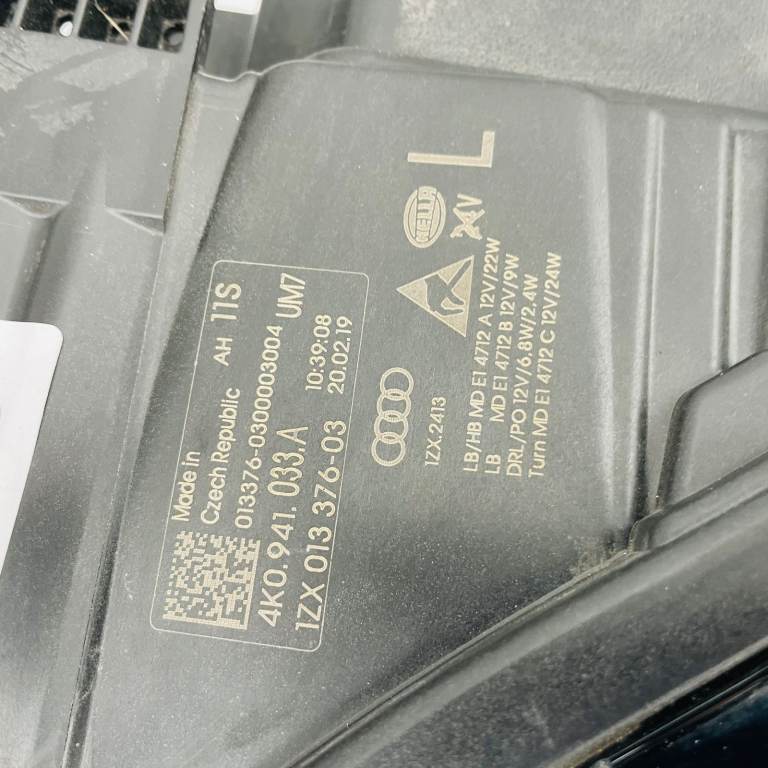 Made in
Czech Republic AH 11S
013376-0300003004 UM7
4K0.941.033.A 10:39:08
1ZX 013 376-03 20.02.19
L
HELLA
24V
1ZX.2413
LB/HB MD E1 4712 A 12V/22W
LB MD E1 4712 B 12V/9W
DRL/PO 12V/6.8W/2.4W
Turn MD E1 4712 C 12V/24W